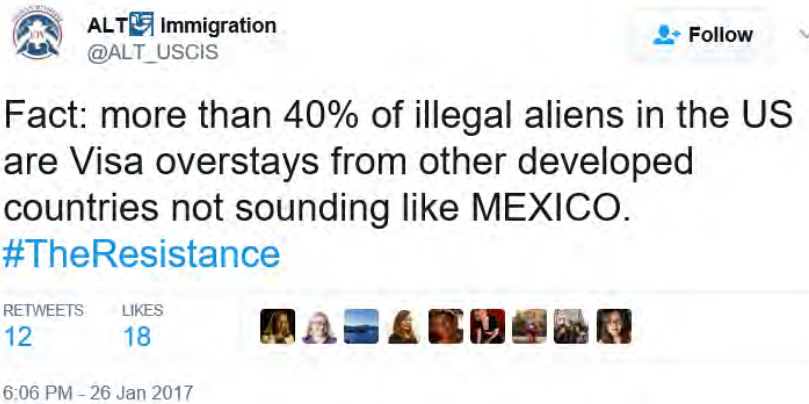 ALT Immigration
@ALT_USCIS
Follow
Fact: more than 40% of illegal aliens in the US
are Visa overstays from other developed
countries not sounding like MEXICO.
#TheResistance
RETWEETS LIKES
12 18
6:06 PM - 26 Jan 2017